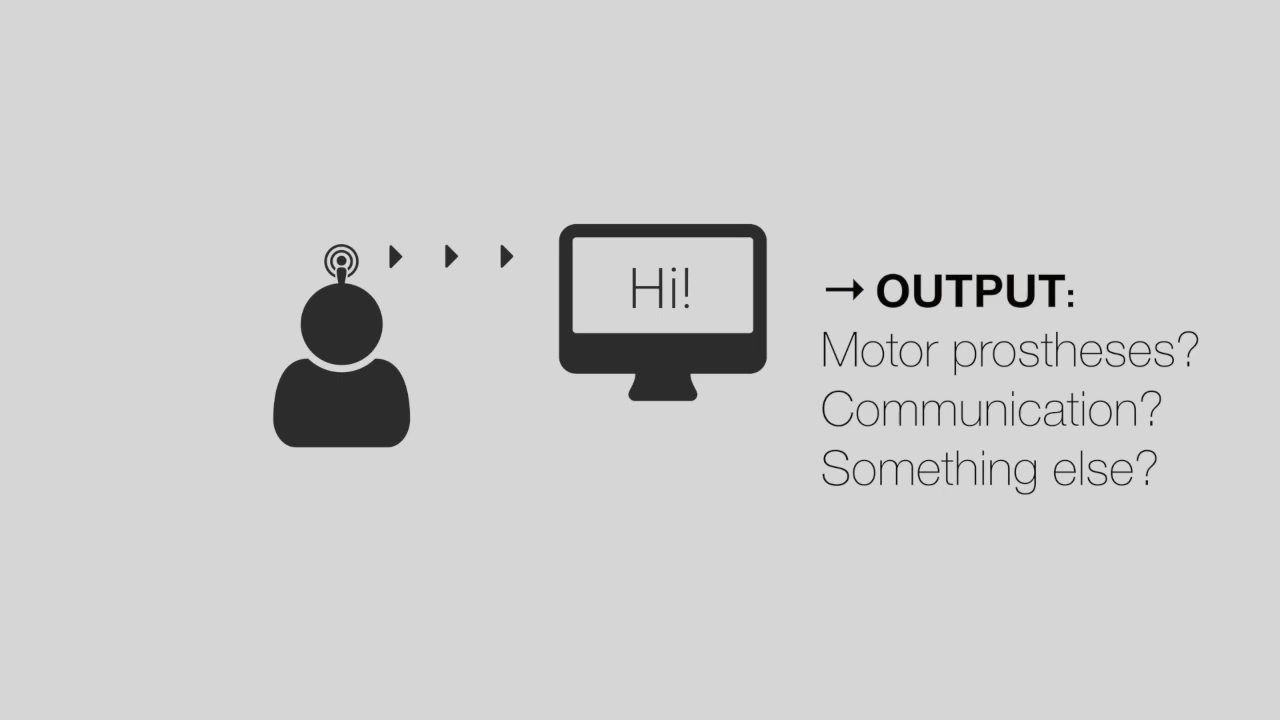 Hi!
→ OUTPUT:
Motor prostheses?
Communication?
Something else?